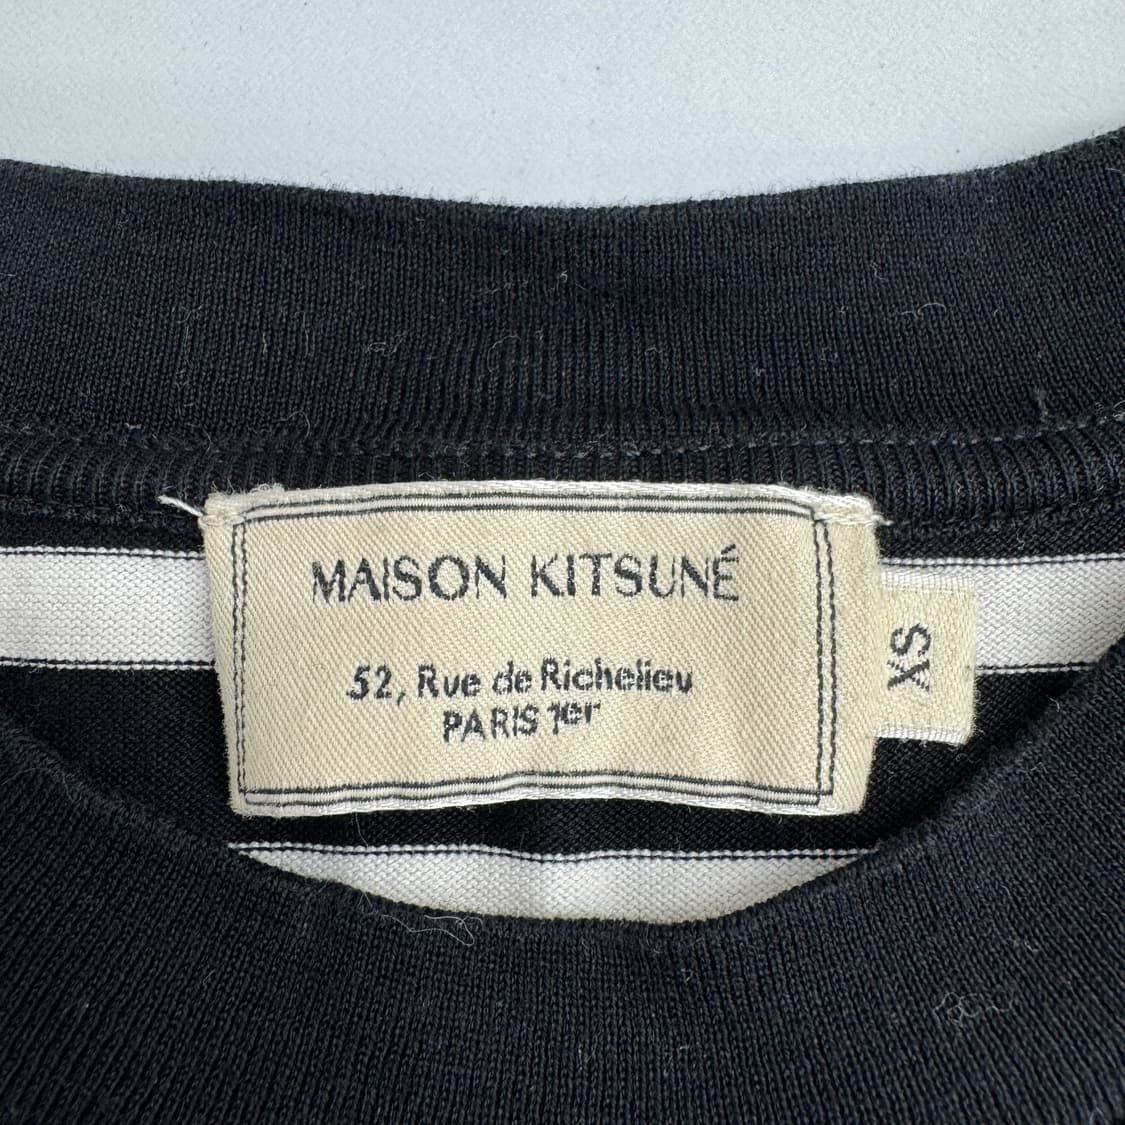 MAISON KITSUNÉ
52, Rue de Richelieu
PARIS 1er
XS